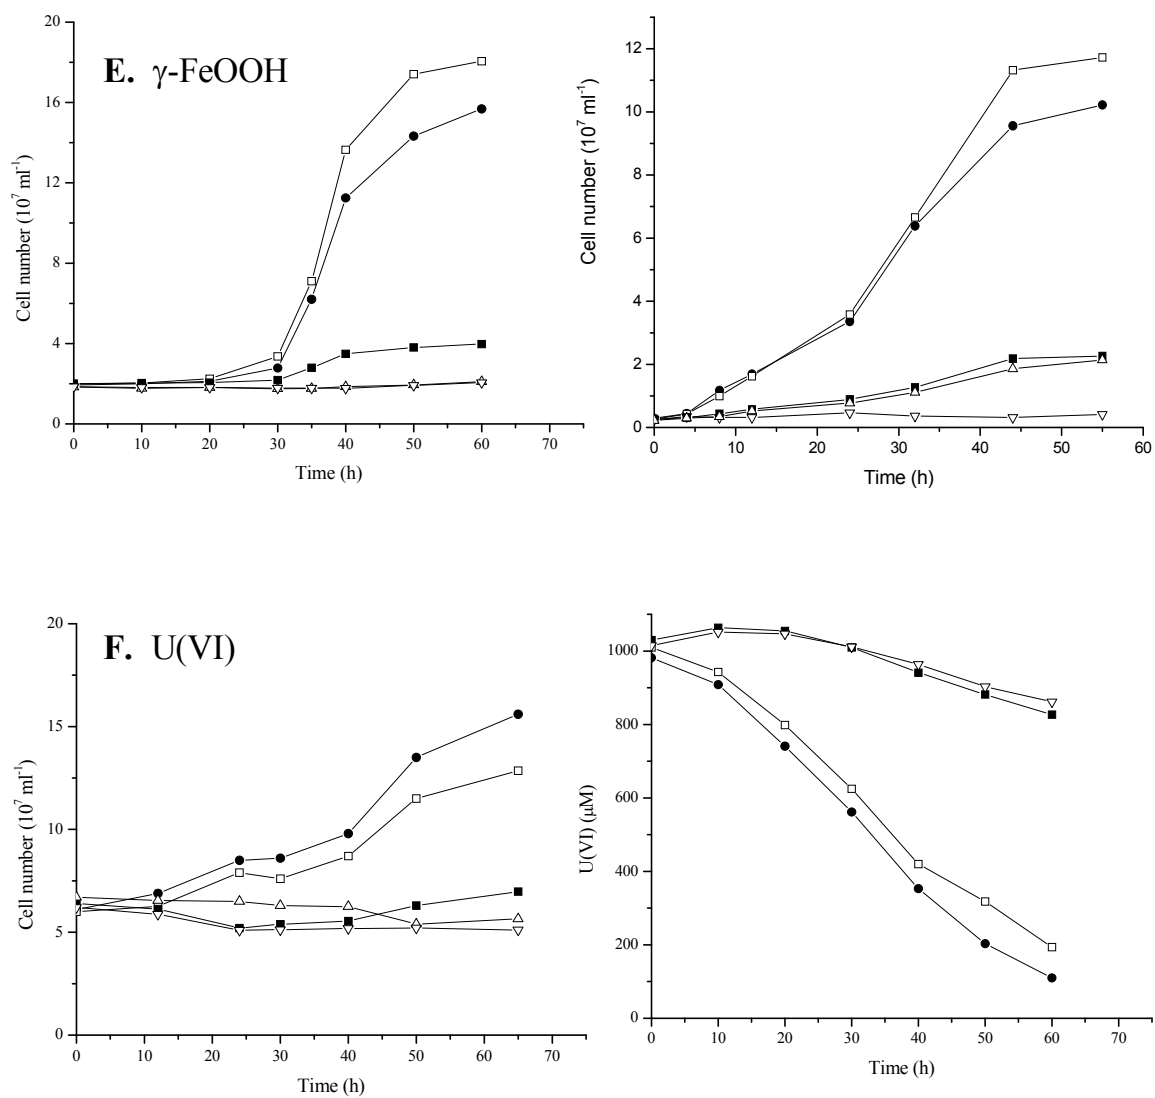 E. γ-FeOOH
Cell number (10⁷ ml⁻¹)
20
16
12
8
4
0
0 10 20 30 40 50 60 70
Time (h)
Cell number (10⁷ ml⁻¹)
12
10
8
6
4
2
0
0 10 20 30 40 50 60
Time (h)
F. U(VI)
Cell number (10⁷ ml⁻¹)
20
15
10
5
0
0 10 20 30 40 50 60 70
Time (h)
U(VI) (μM)
1000
800
600
400
200
0
0 10 20 30 40 50 60 70
Time (h)